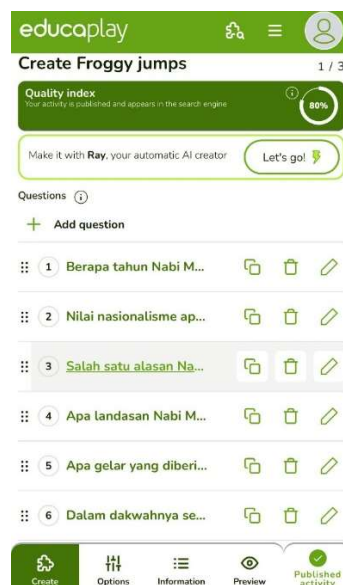 educaplay
Create Froggy jumps
1 / 3
Quality index
Your activity is published and appears in the search engine
80%
Make it with Ray, your automatic AI creator
Let's go!
Questions
Add question
1 Berapa tahun Nabi M...
2 Nilai nasionalisme ap...
3 Salah satu alasan Na...
4 Apa landasan Nabi M...
5 Apa gelar yang diberi...
6 Dalam dakwahnya se...
Create Options Information Preview Published
activity